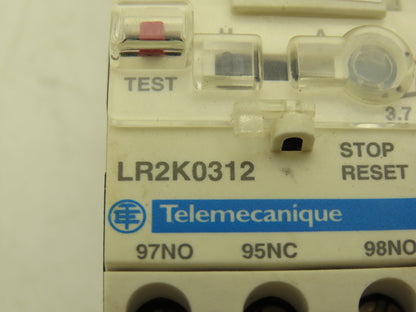 H A
TEST
3.7
LR2K0312
STOP
RESET
Telemecanique
97NO 95NC 98NO